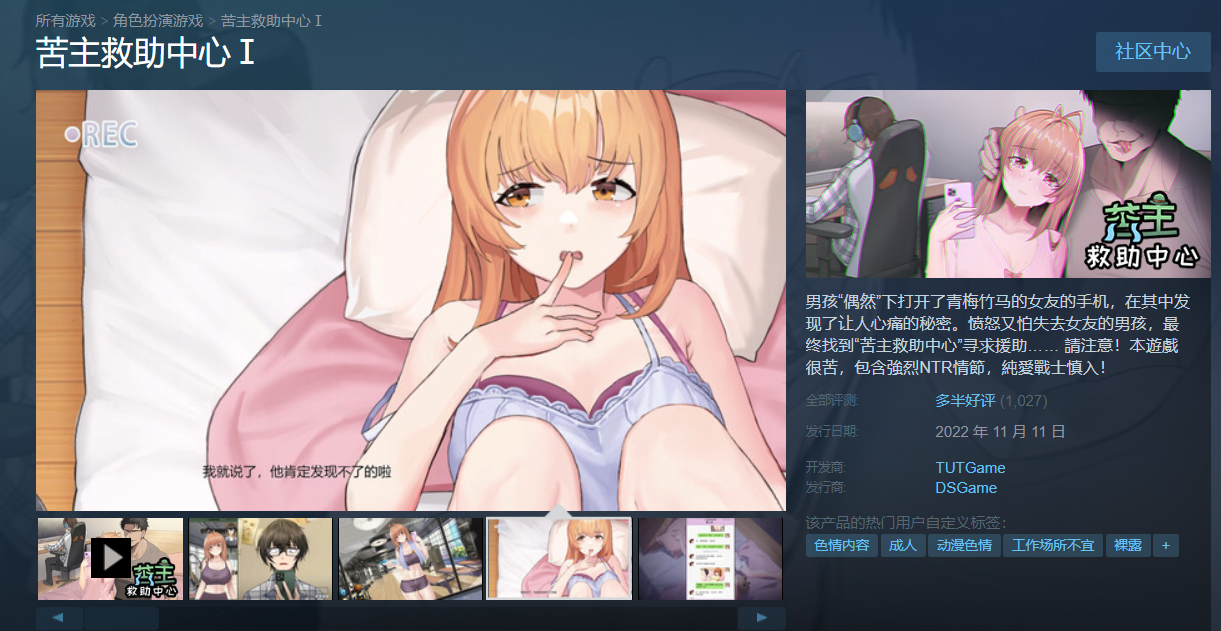 所有游戏 > 角色扮演游戏 > 苦主救助中心 I
苦主救助中心 I
社区中心
REC
我就说了，他肯定发现不了的啦
苦主
救助中心
男孩“偶然”下打开了青梅竹马的女友的手机，在其中发
现了让人心痛的秘密。愤怒又怕失去女友的男孩，最
终找到“苦主救助中心”寻求援助…… 請注意！本遊戲
很苦，包含強烈NTR情節，純愛戰士慎入！
全部评测:
多半好评 (1,027)
发行日期:
2022 年 11 月 11 日
开发商:
TUTGame
发行商:
DSGame
该产品的热门用户自定义标签:
色情内容 成人 动漫色情 工作场所不宜 裸露 +
苦主
救助中心